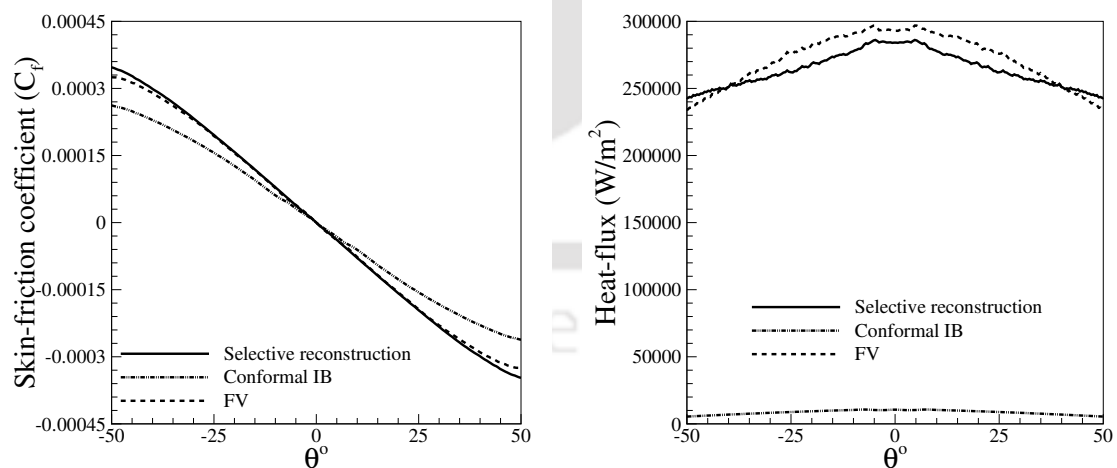 Skin-friction coefficient (C_f)
0.00045
0.0003
0.00015
0
-0.00015
-0.0003
-0.00045
Selective reconstruction
Conformal IB
FV
-50 -25 0 25 50
θ°
Heat-flux (W/m²)
300000
250000
200000
150000
100000
50000
0
Selective reconstruction
Conformal IB
FV
-50 -25 0 25 50
θ°